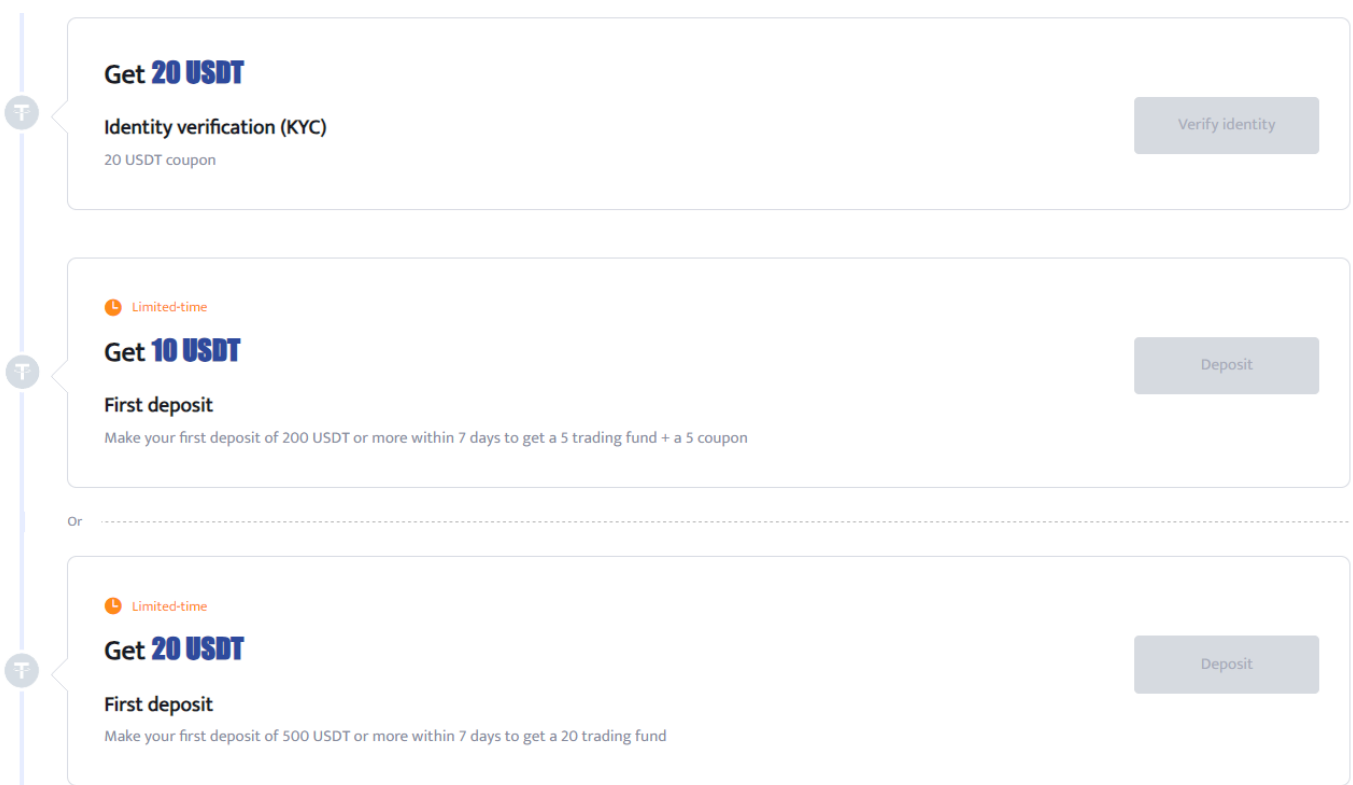 Get 20 USDT
Identity verification (KYC)
20 USDT coupon
Verify identity
Limited-time
Get 10 USDT
First deposit
Make your first deposit of 200 USDT or more within 7 days to get a 5 trading fund + a 5 coupon
Deposit
Or
Limited-time
Get 20 USDT
First deposit
Make your first deposit of 500 USDT or more within 7 days to get a 20 trading fund
Deposit